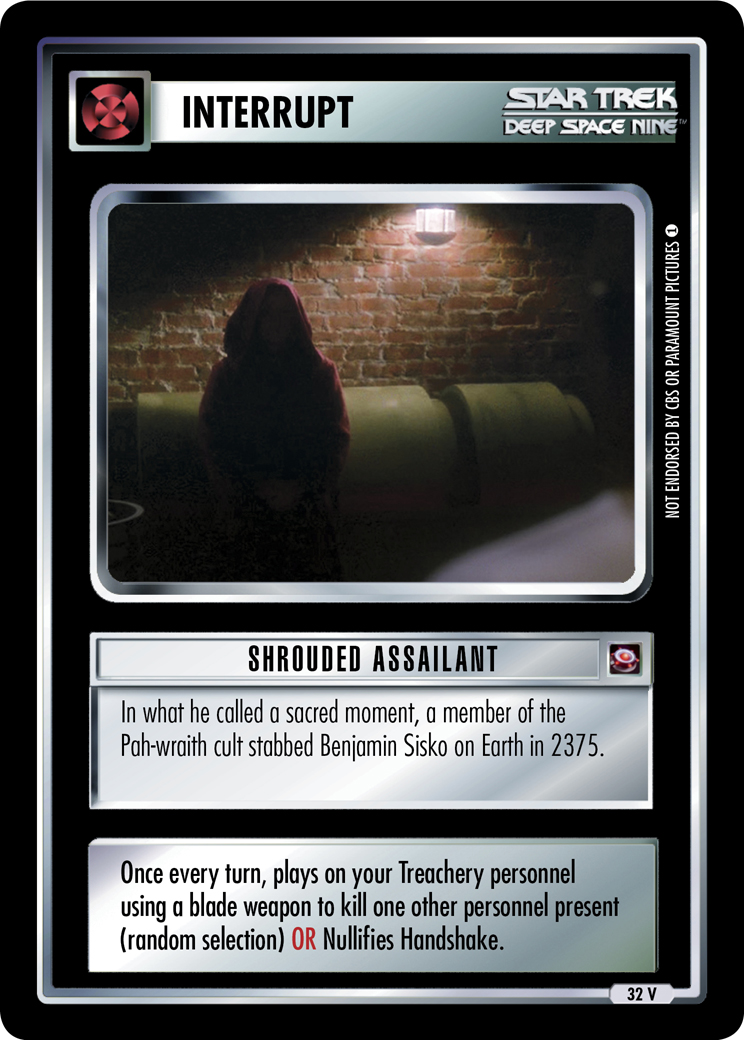 INTERRUPT
STAR TREK
DEEP SPACE NINE™
NOT ENDORSED BY CBS OR PARAMOUNT PICTURES 1
SHROUDED ASSAILANT
In what he called a sacred moment, a member of the
Pah-wraith cult stabbed Benjamin Sisko on Earth in 2375.
Once every turn, plays on your Treachery personnel
using a blade weapon to kill one other personnel present
(random selection) OR Nullifies Handshake.
32 V